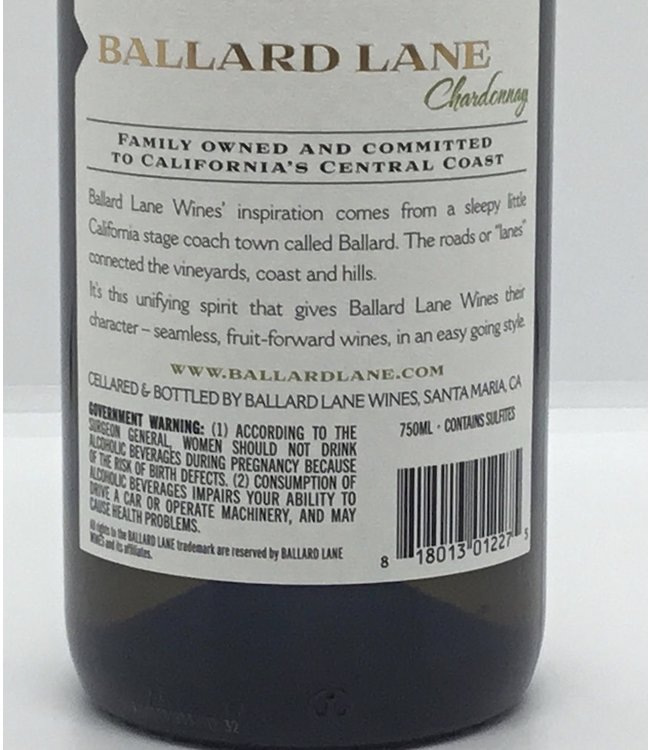 BALLARD LANE
Chardonnay
FAMILY OWNED AND COMMITTED
TO CALIFORNIA'S CENTRAL COAST
Ballard Lane Wines' inspiration comes from a sleepy little
California stage coach town called Ballard. The roads or "lanes"
connected the vineyards, coast and hills.
It's this unifying spirit that gives Ballard Lane Wines their
character – seamless, fruit-forward wines, in an easy going style.
WWW.BALLARDLANE.COM
CELLARED & BOTTLED BY BALLARD LANE WINES, SANTA MARIA, CA
GOVERNMENT WARNING: (1) ACCORDING TO THE
SURGEON GENERAL, WOMEN SHOULD NOT DRINK
ALCOHOLIC BEVERAGES DURING PREGNANCY BECAUSE
OF THE RISK OF BIRTH DEFECTS. (2) CONSUMPTION OF
ALCOHOLIC BEVERAGES IMPAIRS YOUR ABILITY TO
DRIVE A CAR OR OPERATE MACHINERY, AND MAY
CAUSE HEALTH PROBLEMS.
All rights to the BALLARD LANE trademark are reserved by BALLARD LANE
WINES and its affiliates.
750ML · CONTAINS SULFITES
8 18013 01227 5
32